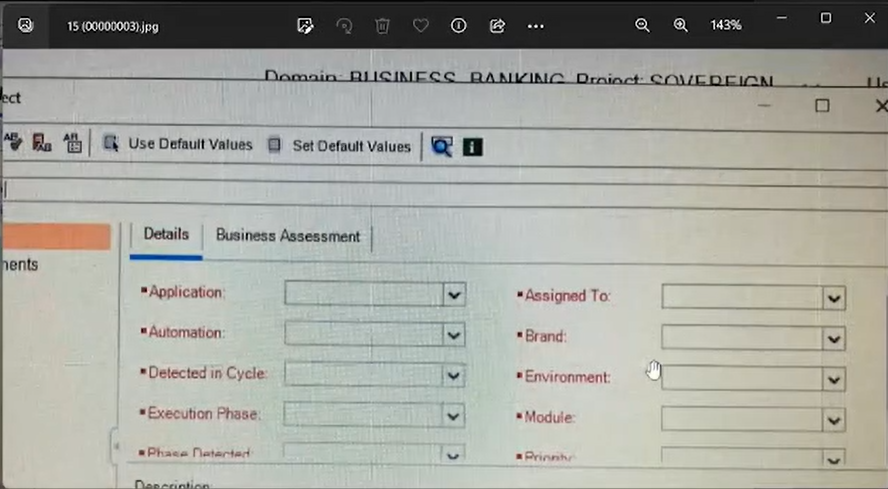 15 (00000003).jpg
143%
Domain: BUSINESS_BANKING, Project: SOVEREIGN
ect
Use Default Values
Set Default Values
Details
Business Assessment
nents
Application:
Assigned To:
Automation:
Brand:
Detected in Cycle:
Environment:
Execution Phase:
Module:
Phase Detected
Priority:
Description